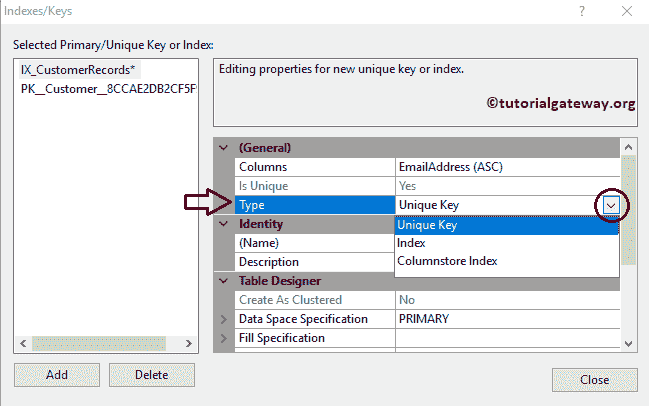 Indexes/Keys
Selected Primary/Unique Key or Index:
IX_CustomerRecords*
PK__Customer__8CCAE2DB2CF5F
Editing properties for new unique key or index.
©tutorialgateway.org
(General)
Columns EmailAddress (ASC)
Is Unique Yes
Type Unique Key
Unique Key
Identity
(Name) Index
Description Columnstore Index
Table Designer
Create As Clustered No
Data Space Specification PRIMARY
Fill Specification
Add Delete
Close